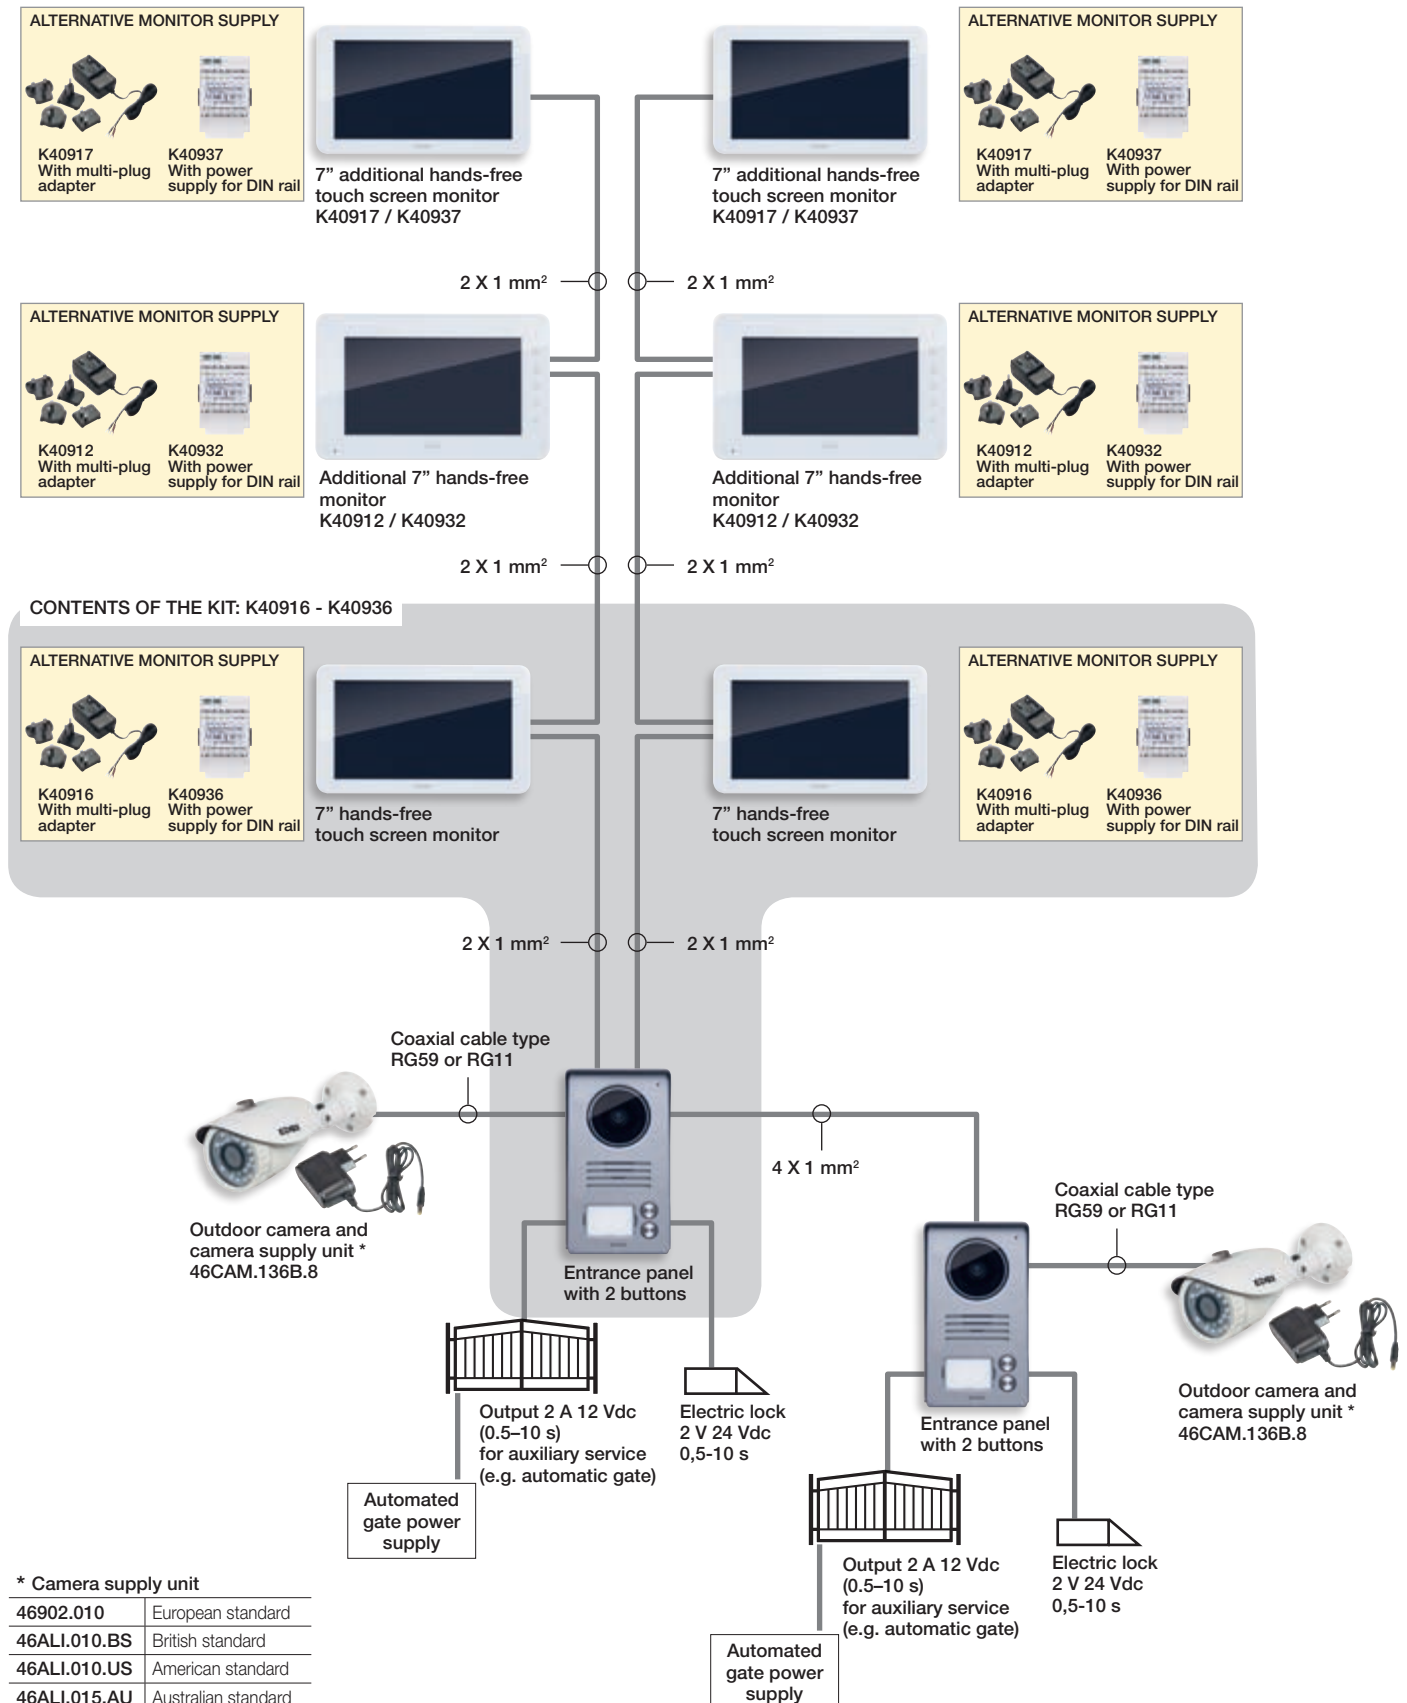 ALTERNATIVE MONITOR SUPPLY
K40917
With multi-plug
adapter
K40937
With power
supply for DIN rail
7” additional hands-free
touch screen monitor
K40917 / K40937
7” additional hands-free
touch screen monitor
K40917 / K40937
ALTERNATIVE MONITOR SUPPLY
K40917
With multi-plug
adapter
K40937
With power
supply for DIN rail
2 X 1 mm²
2 X 1 mm²
ALTERNATIVE MONITOR SUPPLY
K40912
With multi-plug
adapter
K40932
With power
supply for DIN rail
Additional 7” hands-free
monitor
K40912 / K40932
Additional 7” hands-free
monitor
K40912 / K40932
ALTERNATIVE MONITOR SUPPLY
K40912
With multi-plug
adapter
K40932
With power
supply for DIN rail
2 X 1 mm²
2 X 1 mm²
CONTENTS OF THE KIT: K40916 - K40936
ALTERNATIVE MONITOR SUPPLY
K40916
With multi-plug
adapter
K40936
With power
supply for DIN rail
7” hands-free
touch screen monitor
7” hands-free
touch screen monitor
ALTERNATIVE MONITOR SUPPLY
K40916
With multi-plug
adapter
K40936
With power
supply for DIN rail
2 X 1 mm²
2 X 1 mm²
Coaxial cable type
RG59 or RG11
4 X 1 mm²
Outdoor camera and
camera supply unit *
46CAM.136B.8
Entrance panel
with 2 buttons
Coaxial cable type
RG59 or RG11
Outdoor camera and
camera supply unit *
46CAM.136B.8
Entrance panel
with 2 buttons
Output 2 A 12 Vdc
(0.5–10 s)
for auxiliary service
(e.g. automatic gate)
Electric lock
2 V 24 Vdc
0,5-10 s
Automated
gate power
supply
Output 2 A 12 Vdc
(0.5–10 s)
for auxiliary service
(e.g. automatic gate)
Electric lock
2 V 24 Vdc
0,5-10 s
Automated
gate power
supply
* Camera supply unit
46902.010 European standard
46ALI.010.BS British standard
46ALI.010.US American standard
46ALI.015.AU Australian standard